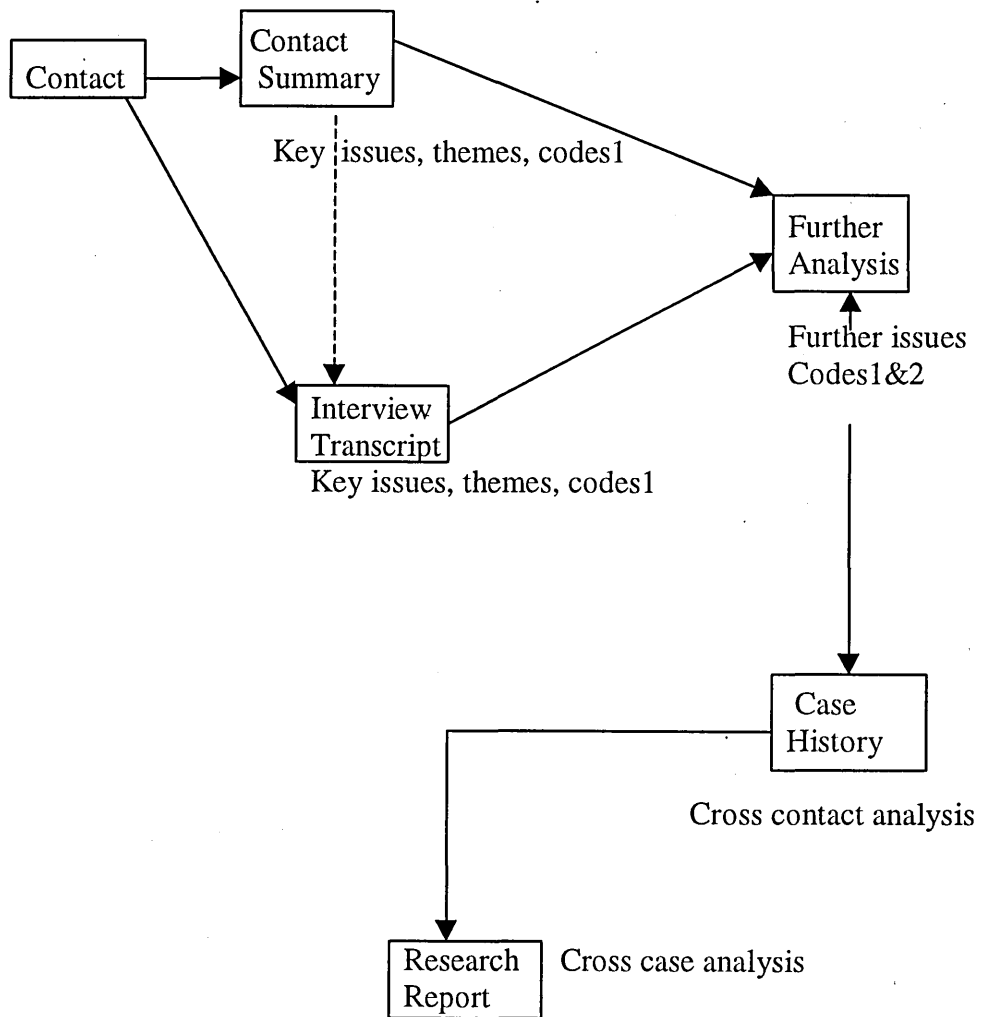 Contact
Contact
Summary
Key issues, themes, codes1
Further
Analysis
Further issues
Codes1&2
Interview
Transcript
Key issues, themes, codes1
Case
History
Cross contact analysis
Research
Report
Cross case analysis